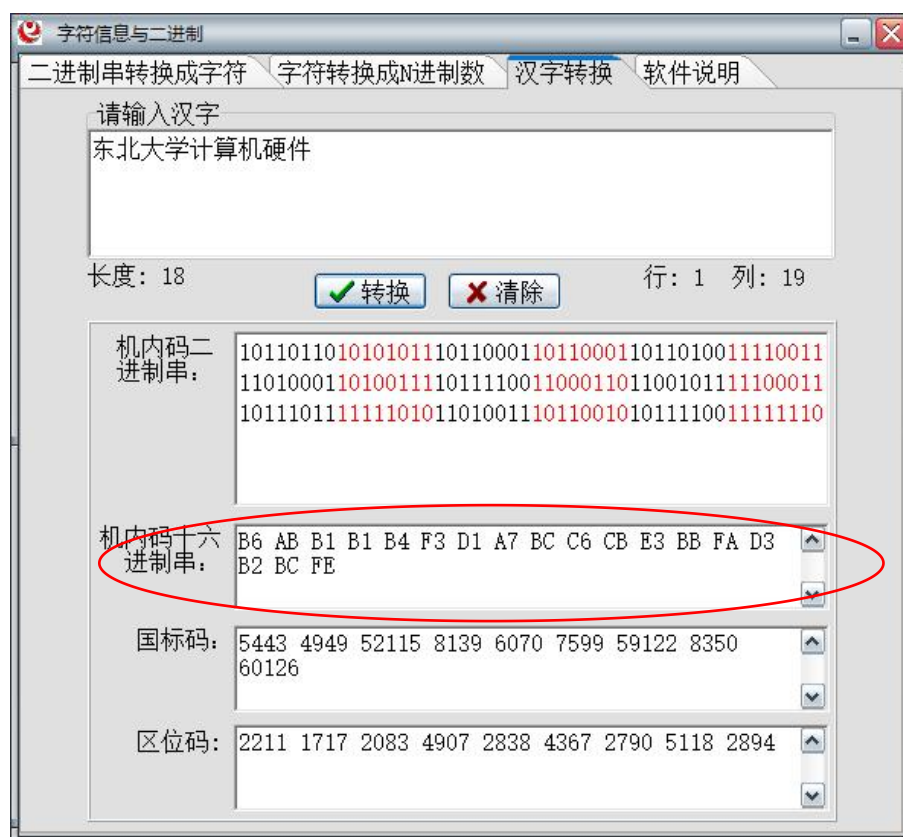 字符信息与二进制
二进制串转换成字符 字符转换成N进制数 汉字转换 软件说明
请输入汉字
东北大学计算机硬件
长度: 18 转换 清除 行: 1 列: 19
机内码二进制串:
101101101010101110110001101100011011010011110011
110100011010011110111100110001101100101111100011
101110111111101011010011101100101011110011111110
机内码十六进制串:
B6 AB B1 B1 B4 F3 D1 A7 BC C6 CB E3 BB FA D3
B2 BC FE
国标码:
5443 4949 52115 8139 6070 7599 59122 8350
60126
区位码:
2211 1717 2083 4907 2838 4367 2790 5118 2894